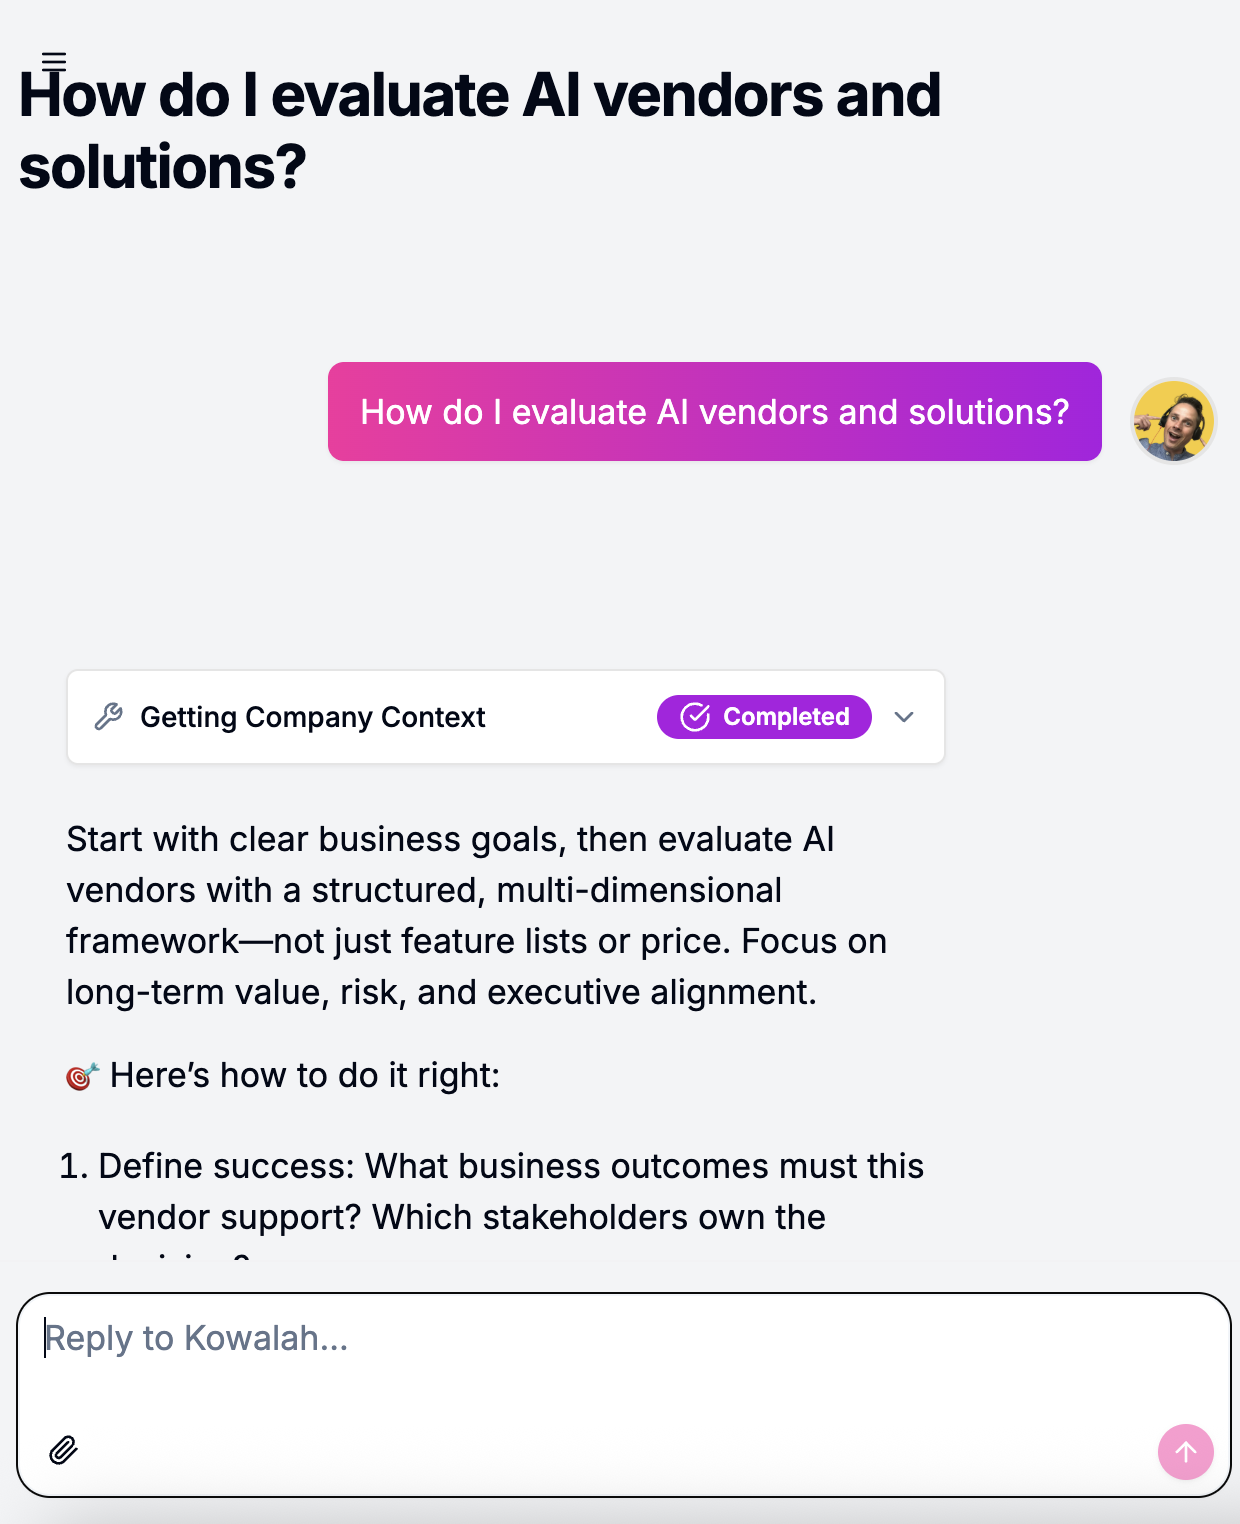 How do I evaluate AI vendors and
solutions?
How do I evaluate AI vendors and solutions?
Getting Company Context
Completed
Start with clear business goals, then evaluate AI
vendors with a structured, multi-dimensional
framework—not just feature lists or price. Focus on
long-term value, risk, and executive alignment.
🎯 Here’s how to do it right:
1. Define success: What business outcomes must this
vendor support? Which stakeholders own the
Reply to Kowalah...